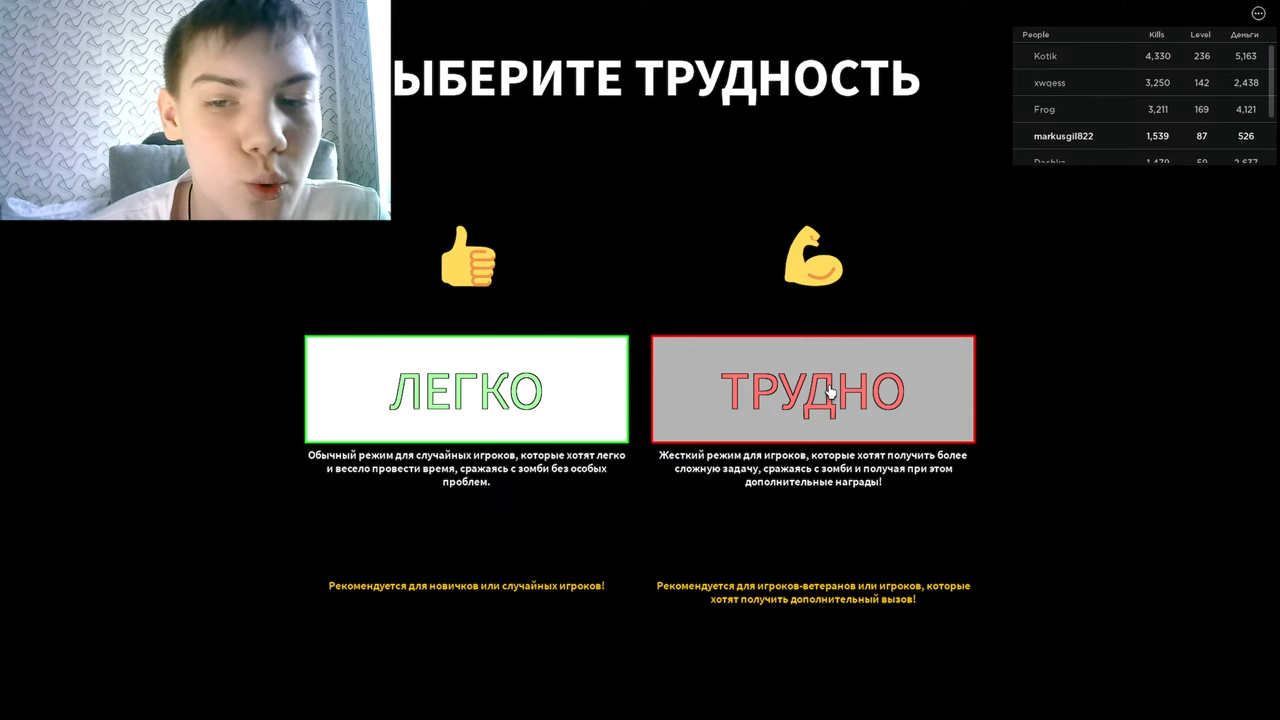 ЫБЕРИТЕ ТРУДНОСТЬ
People Kills Level Деньги
Kotik 4,330 236 5,163
xwqess 3,250 142 2,438
Frog 3,211 169 4,121
markusgil822 1,539 87 526
ЛЕГКО
Обычный режим для случайных игроков, которые хотят легко
и весело провести время, сражаясь с зомби без особых
проблем.
Рекомендуется для новичков или случайных игроков!
ТРУДНО
Жесткий режим для игроков, которые хотят получить более
сложную задачу, сражаясь с зомби и получая при этом
дополнительные награды!
Рекомендуется для игроков-ветеранов или игроков, которые
хотят получить дополнительный вызов!